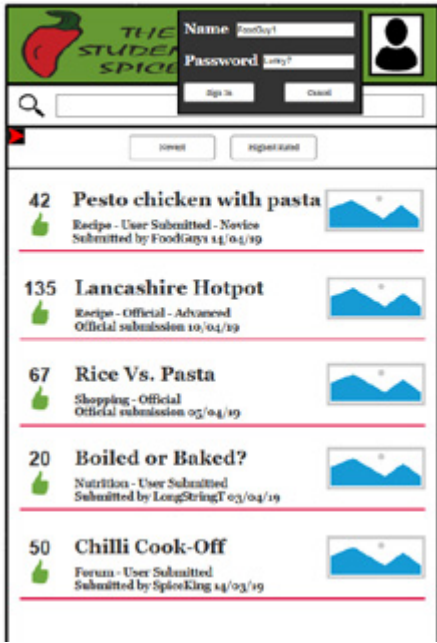 THE
STUDEN
SPICE
Name FoodGuy1
Password Lucky7
Sign In Cancel
Newest Highest Rated
42 Pesto chicken with pasta
Recipe - User Submitted - Novice
Submitted by FoodGuy1 14/04/19
135 Lancashire Hotpot
Recipe - Official - Advanced
Official submission 10/04/19
67 Rice Vs. Pasta
Shopping - Official
Official submission 05/04/19
20 Boiled or Baked?
Nutrition - User Submitted
Submitted by LongStringT 03/04/19
50 Chilli Cook-Off
Forum - User Submitted
Submitted by SpiceKing 14/03/19